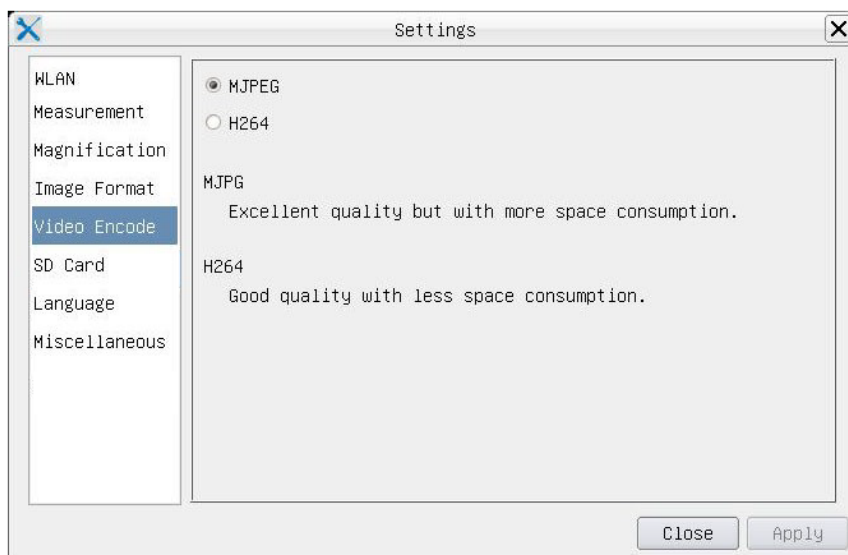 Settings
WLAN
Measurement
Magnification
Image Format
Video Encode
SD Card
Language
Miscellaneous
MJPEG
H264
MJPG
Excellent quality but with more space consumption.
H264
Good quality with less space consumption.
Close
Apply